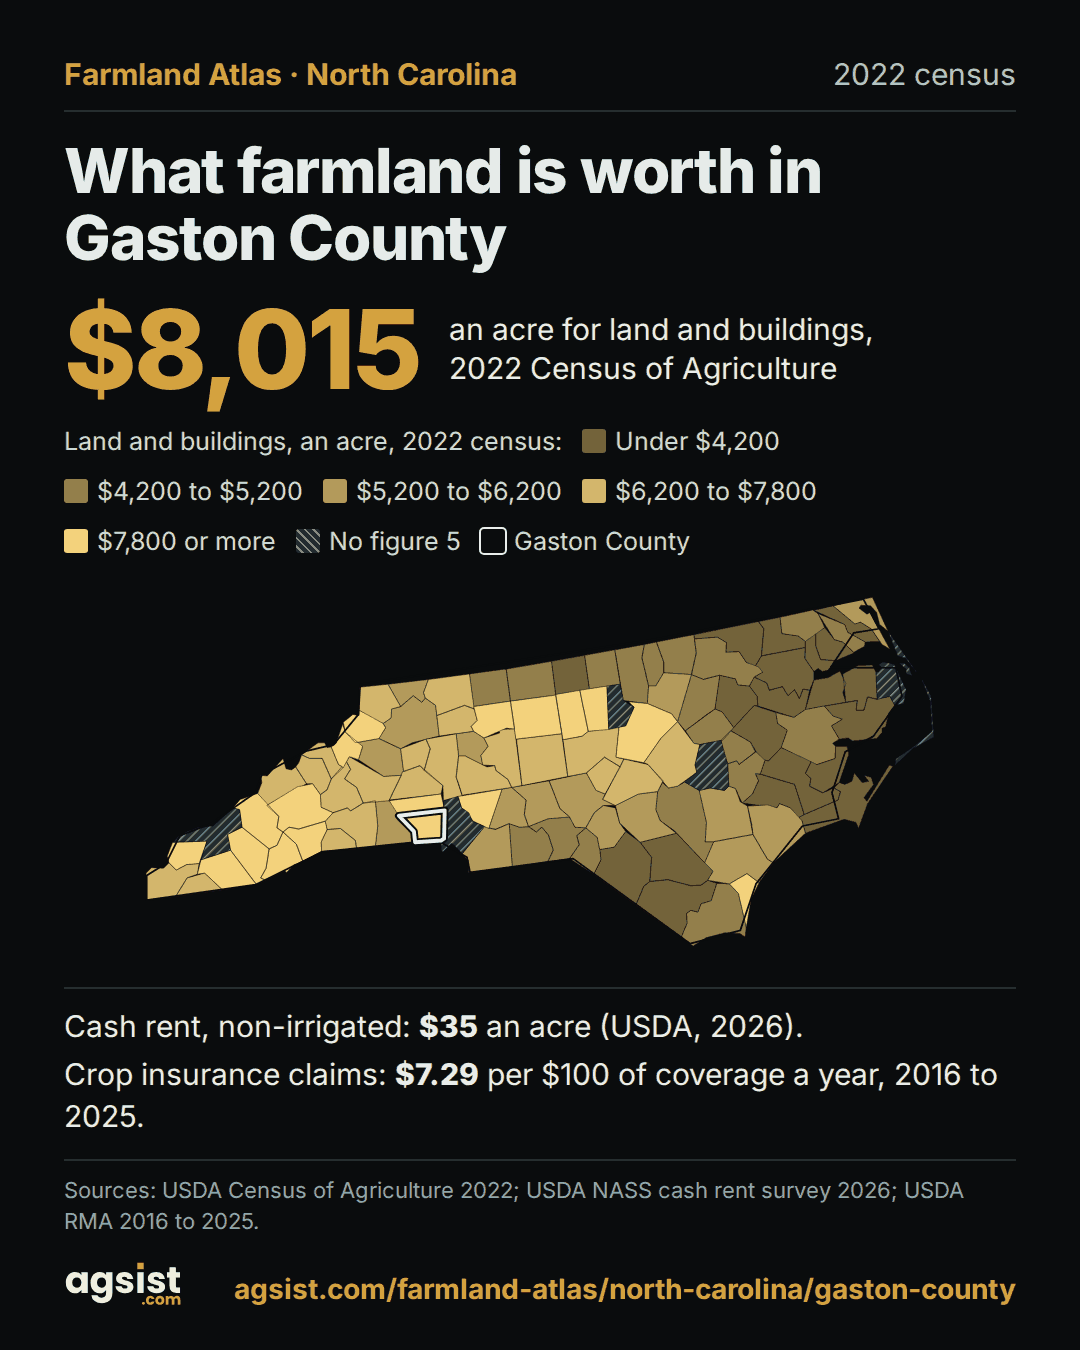 Farmland Atlas · North Carolina
2022 census
What farmland is worth in
Gaston County
$8,015
an acre for land and buildings,
2022 Census of Agriculture
Land and buildings, an acre, 2022 census: Under $4,200
$4,200 to $5,200 $5,200 to $6,200 $6,200 to $7,800
$7,800 or more No figure 5 Gaston County
Cash rent, non-irrigated: $35 an acre (USDA, 2026).
Crop insurance claims: $7.29 per $100 of coverage a year, 2016 to
2025.
Sources: USDA Census of Agriculture 2022; USDA NASS cash rent survey 2026; USDA
RMA 2016 to 2025.
agsist
.com
agsist.com/farmland-atlas/north-carolina/gaston-county